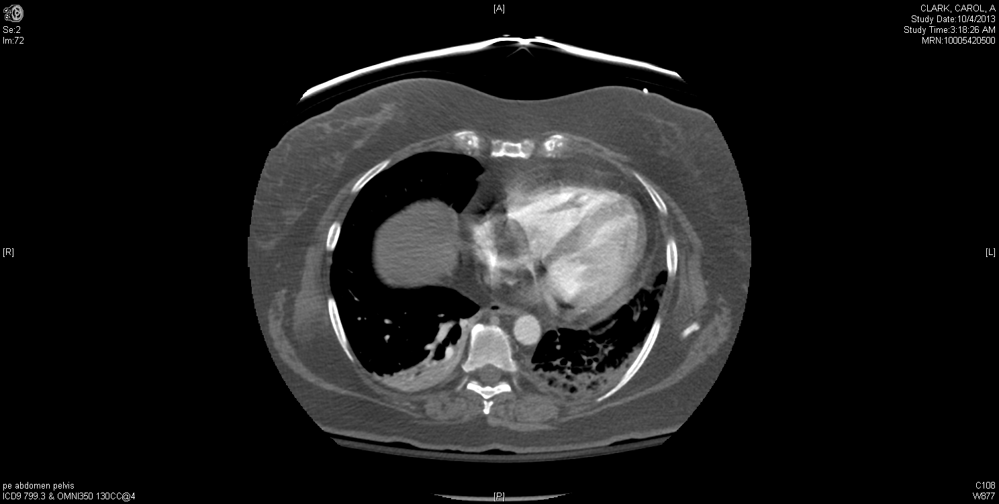 [A]
CLARK, CAROL, A
Study Date:10/4/2013
Study Time:3:18:26 AM
MRN:10005420500
Se:2
Im:72
[R]
[L]
pe abdomen pelvis
ICD9 799.3 & OMNI350 130CC@4
[P]
C108
W877